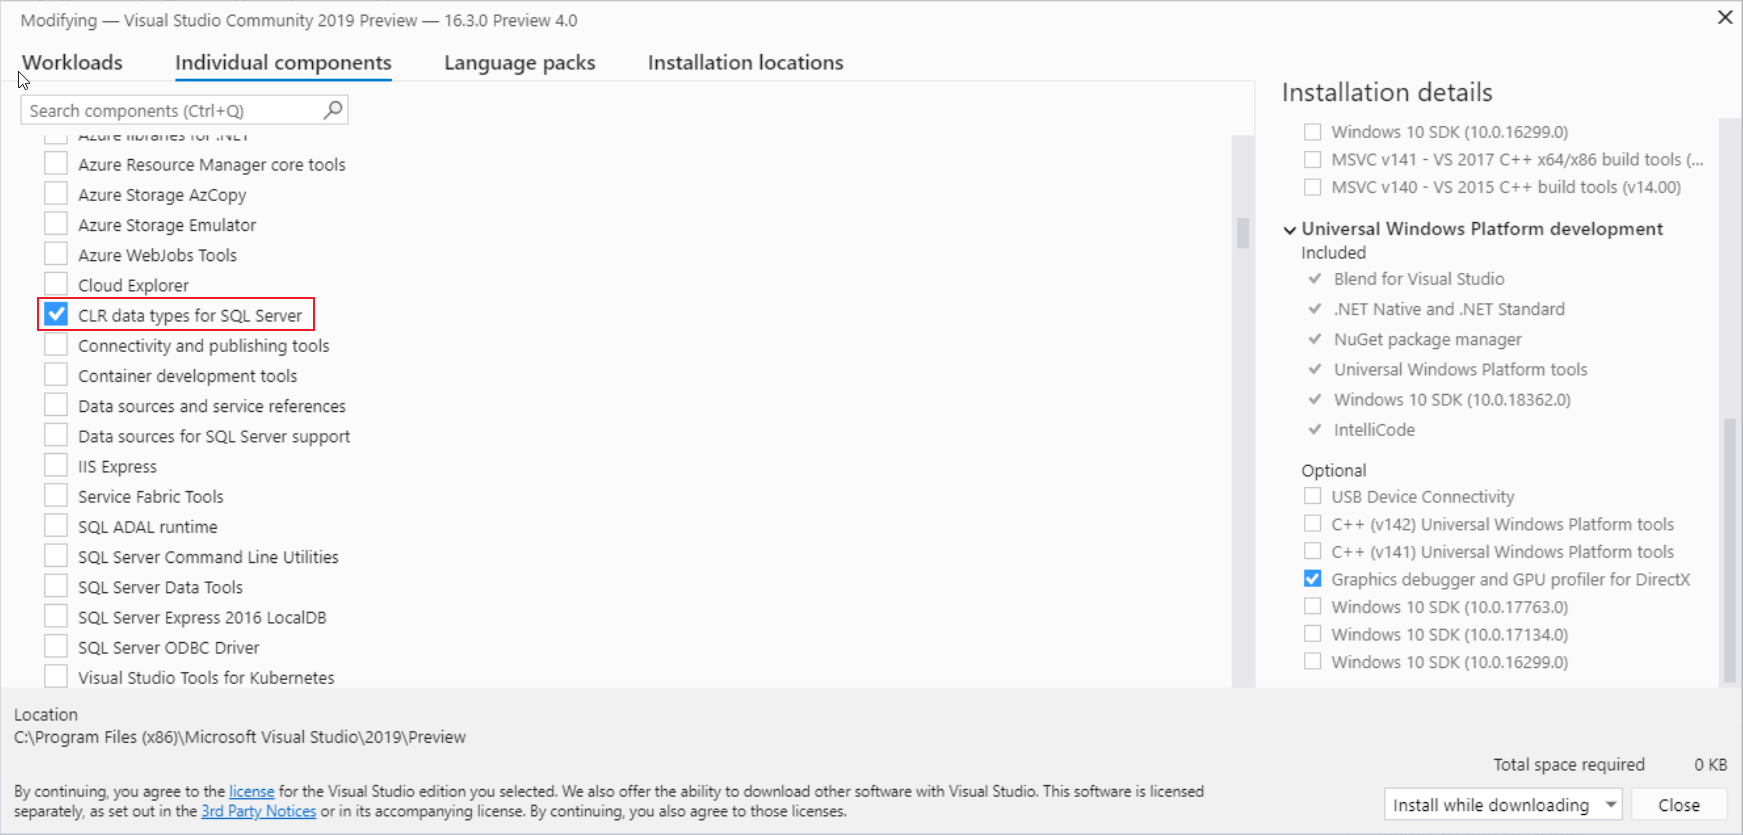 Modifying — Visual Studio Community 2019 Preview — 16.3.0 Preview 4.0
Workloads
Individual components
Language packs
Installation locations
Search components (Ctrl+Q)
Azure libraries for .NET
Azure Resource Manager core tools
Azure Storage AzCopy
Azure Storage Emulator
Azure WebJobs Tools
Cloud Explorer
CLR data types for SQL Server
Connectivity and publishing tools
Container development tools
Data sources and service references
Data sources for SQL Server support
IIS Express
Service Fabric Tools
SQL ADAL runtime
SQL Server Command Line Utilities
SQL Server Data Tools
SQL Server Express 2016 LocalDB
SQL Server ODBC Driver
Visual Studio Tools for Kubernetes
Installation details
Windows 10 SDK (10.0.16299.0)
MSVC v141 - VS 2017 C++ x64/x86 build tools (...
MSVC v140 - VS 2015 C++ build tools (v14.00)
Universal Windows Platform development
Included
Blend for Visual Studio
.NET Native and .NET Standard
NuGet package manager
Universal Windows Platform tools
Windows 10 SDK (10.0.18362.0)
IntelliCode
Optional
USB Device Connectivity
C++ (v142) Universal Windows Platform tools
C++ (v141) Universal Windows Platform tools
Graphics debugger and GPU profiler for DirectX
Windows 10 SDK (10.0.17763.0)
Windows 10 SDK (10.0.17134.0)
Windows 10 SDK (10.0.16299.0)
Location
C:\Program Files (x86)\Microsoft Visual Studio\2019\Preview
Total space required 0 KB
By continuing, you agree to the license for the Visual Studio edition you selected. We also offer the ability to download other software with Visual Studio. This software is licensed
separately, as set out in the 3rd Party Notices or in its accompanying license. By continuing, you also agree to those licenses.
Install while downloading
Close